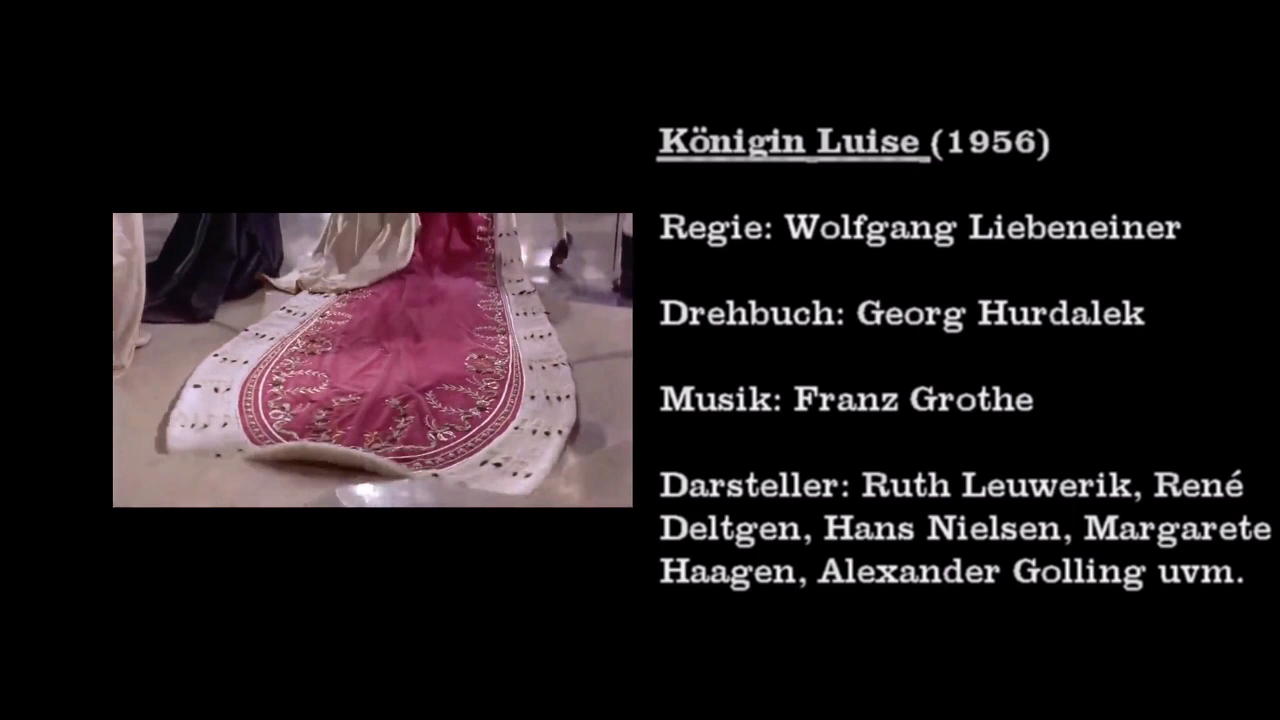 Königin Luise (1956)
Regie: Wolfgang Liebeneiner
Drehbuch: Georg Hurdalek
Musik: Franz Grothe
Darsteller: Ruth Leuwerik, René
Deltgen, Hans Nielsen, Margarete
Haagen, Alexander Golling uvm.